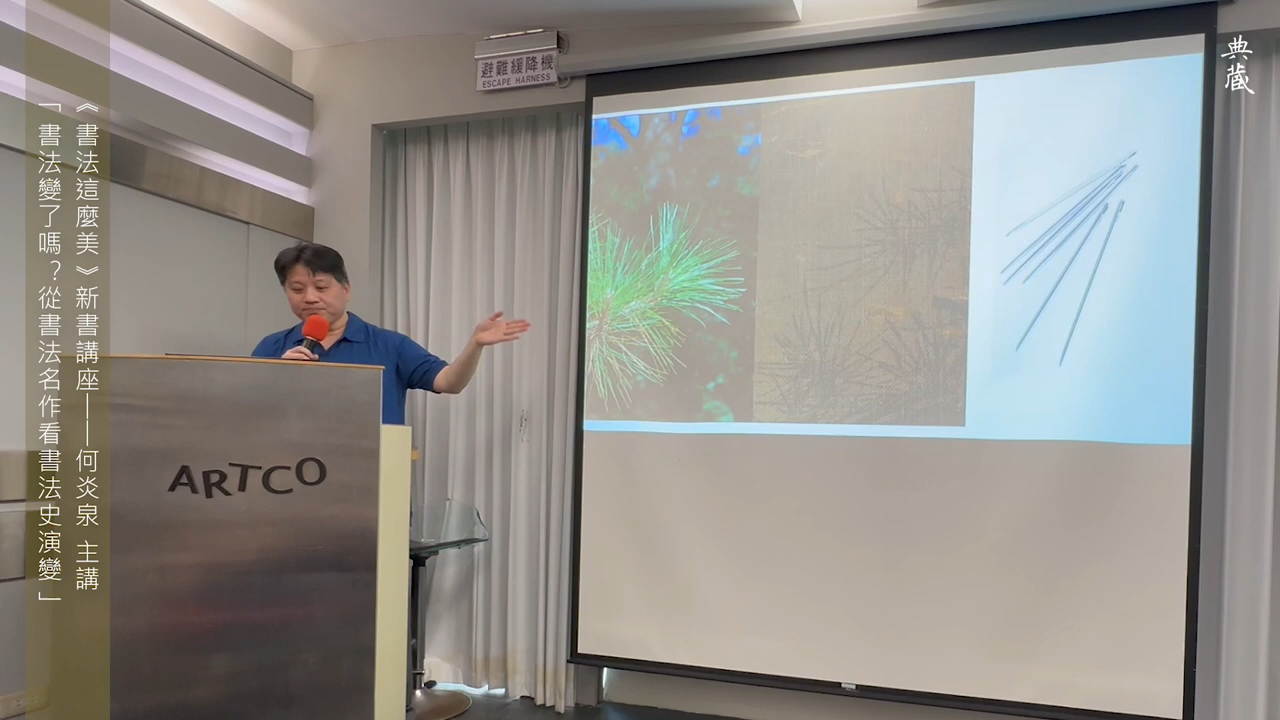 《書法這麼美》新書講座——何炎泉 主講
「書法變了嗎？從書法名作看書法史演變」
避難緩降機
ESCAPE HARNESS
典藏
ARTCO